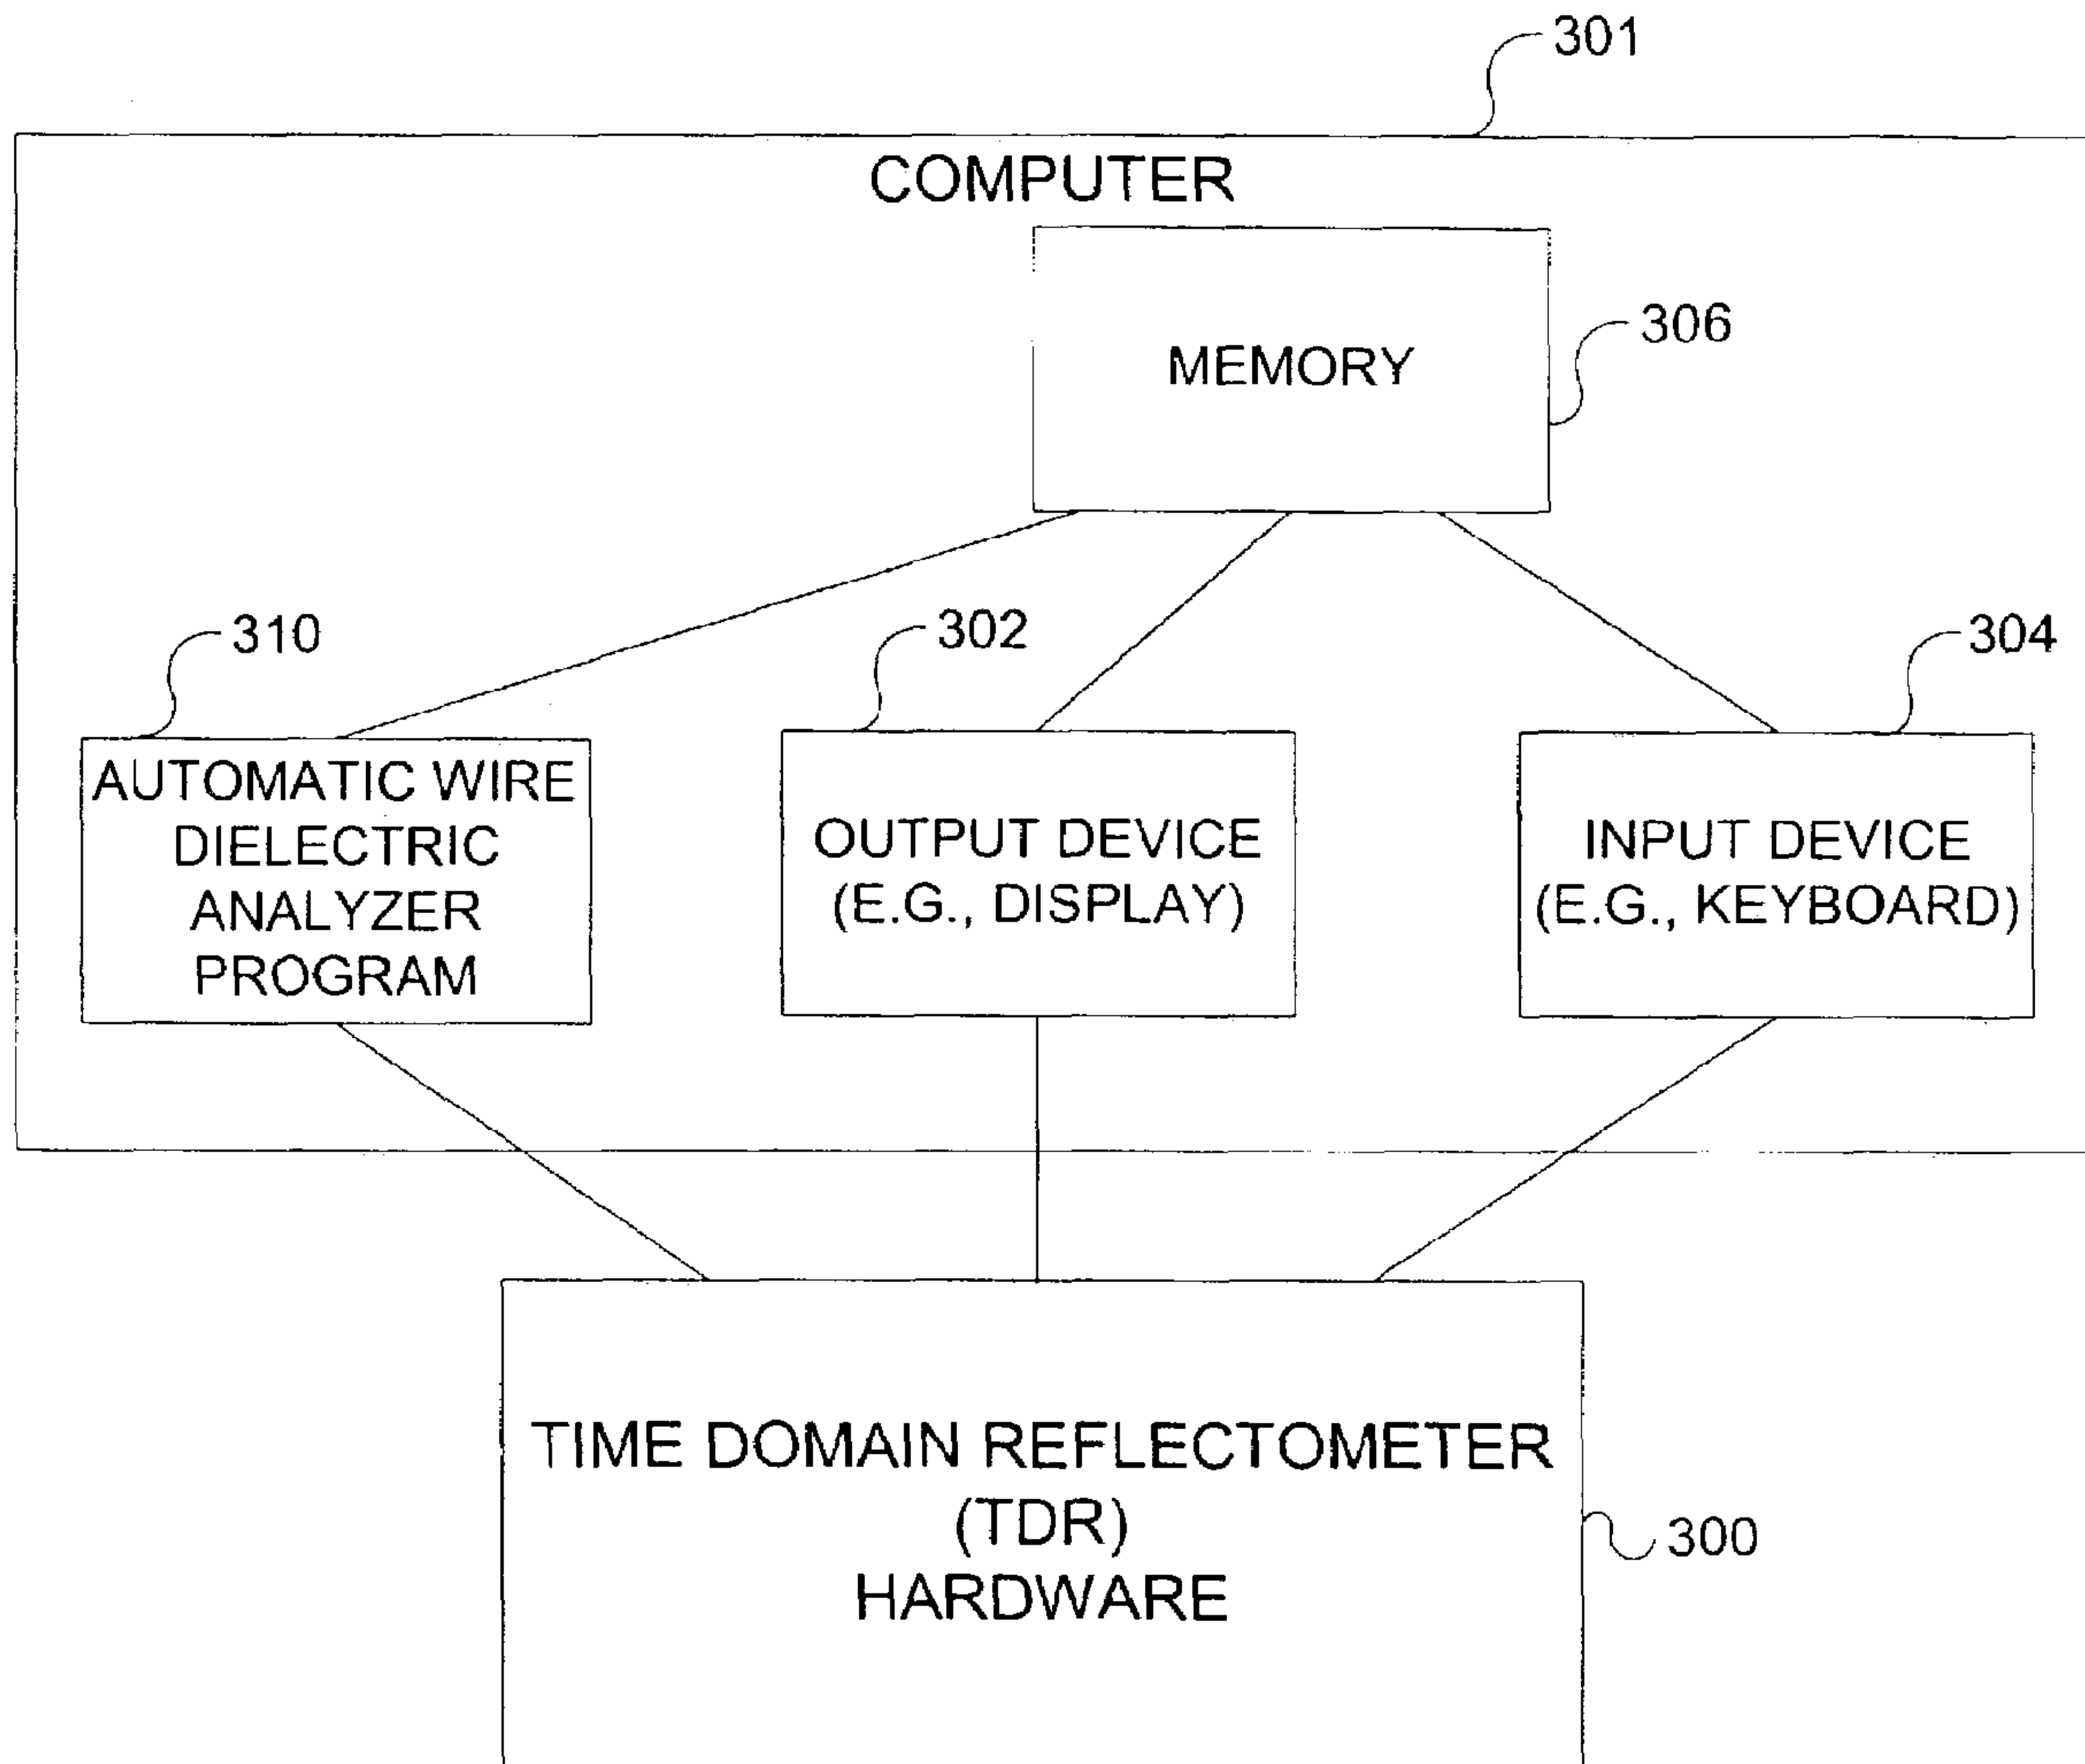 301
COMPUTER
MEMORY
306
310
302
304
AUTOMATIC WIRE
DIELECTRIC
ANALYZER
PROGRAM
OUTPUT DEVICE
(E.G., DISPLAY)
INPUT DEVICE
(E.G., KEYBOARD)
TIME DOMAIN REFLECTOMETER
(TDR)
HARDWARE
300